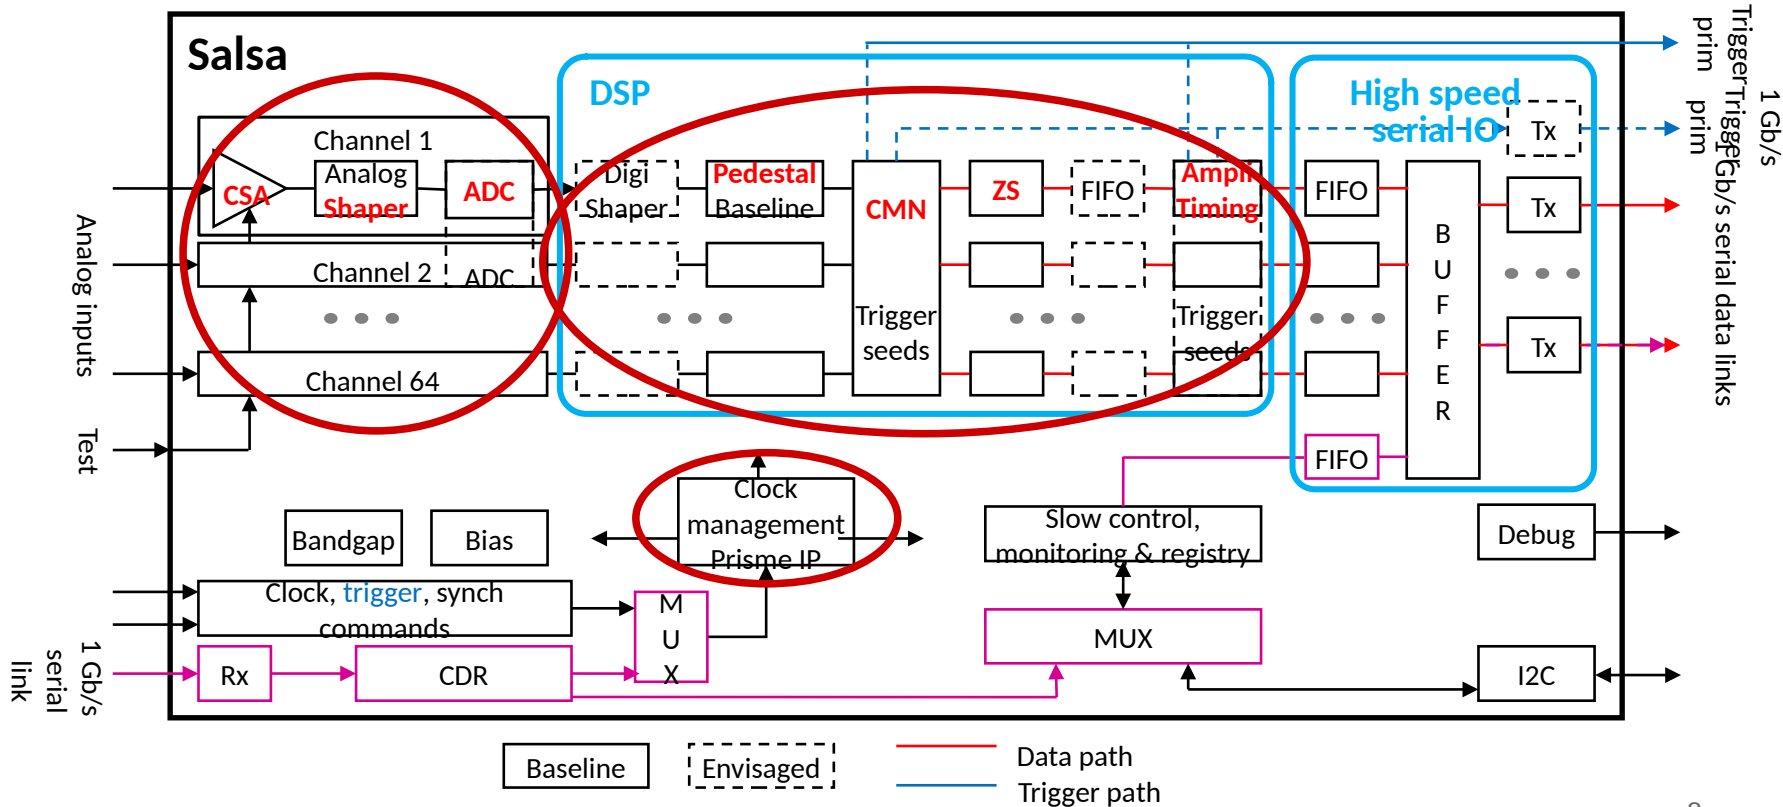 Salsa
DSP
High speed
serial IO
Channel 1
CSA
Analog
Shaper
ADC
Digi
Shaper
Pedestal
Baseline
CMN
ZS
FIFO
Ampli
Timing
FIFO
Tx
Tx
Channel 2
ADC
Trigger
seeds
Trigger
seeds
B
U
F
F
E
R
Tx
Channel 64
FIFO
Analog inputs
Test
Trigger
prim
Trigger
prim
1 Gb/s
1 Gb/s serial data links
Clock
management
Prisme IP
Slow control,
monitoring & registry
Debug
Bandgap
Bias
Clock, trigger, synch
commands
M
U
X
MUX
1 Gb/s
serial
link
Rx
CDR
I2C
Baseline
Envisaged
Data path
Trigger path